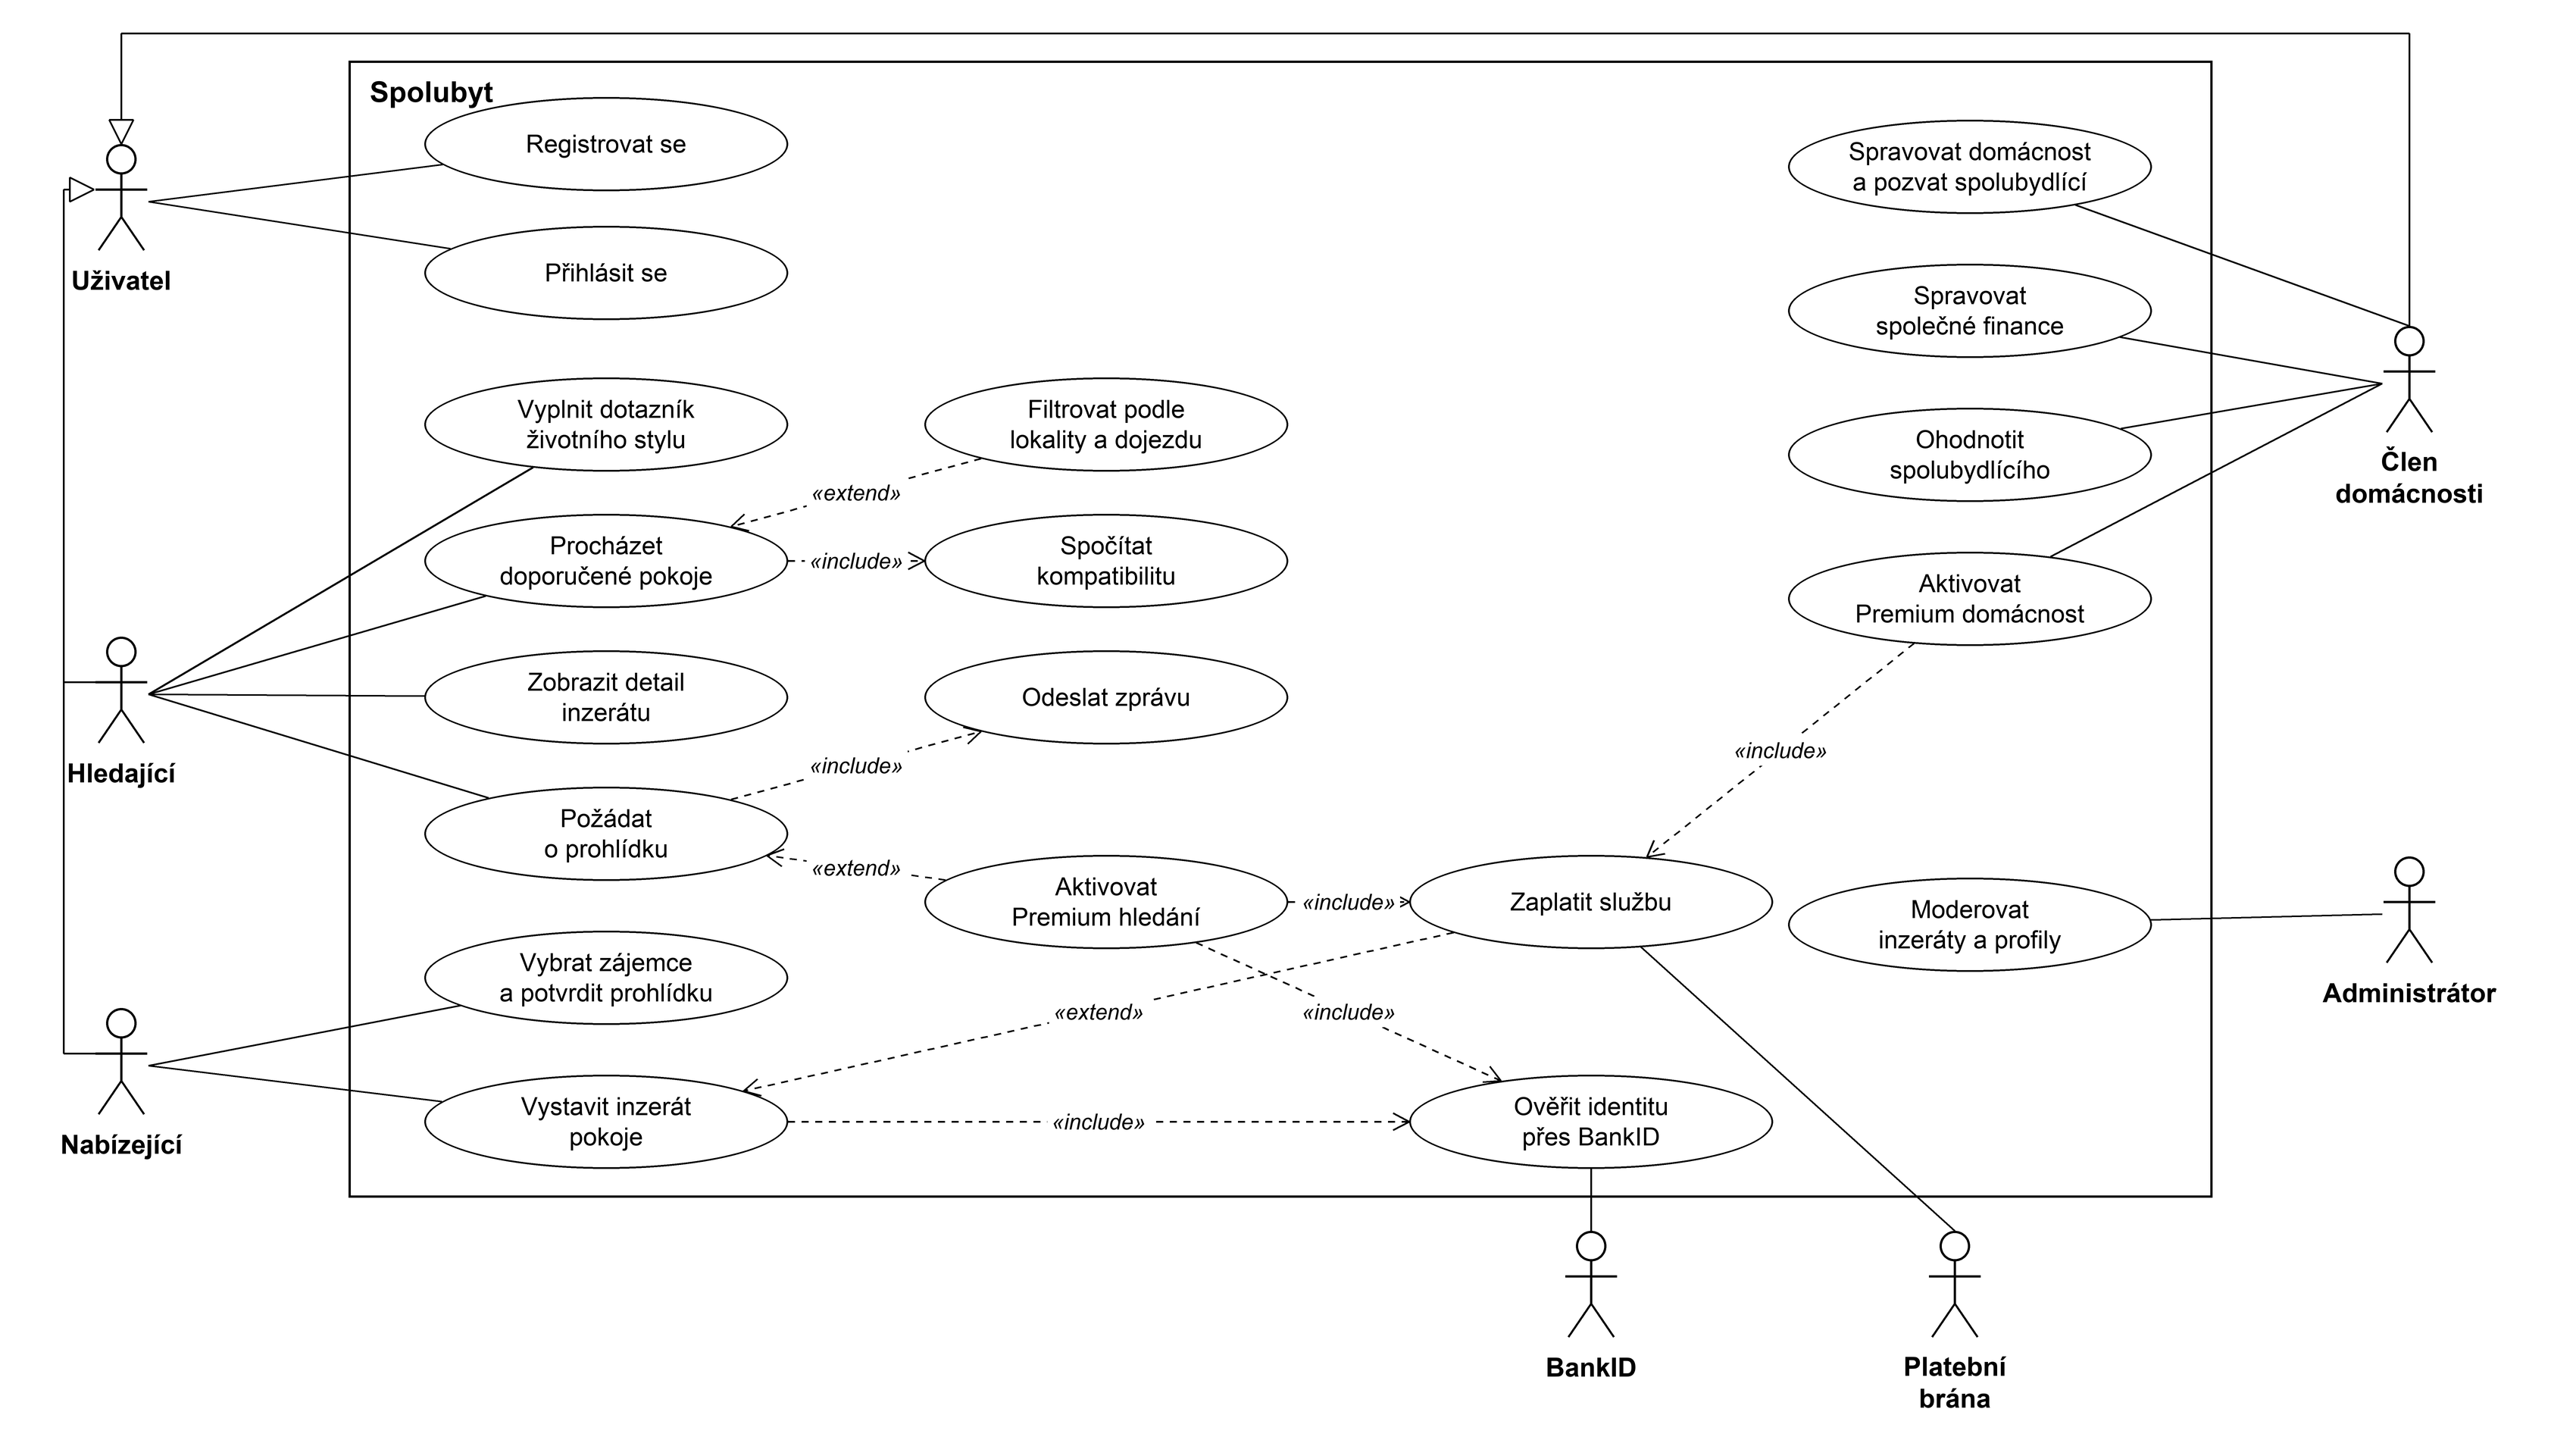 Spolubyt
Registrovat se
Přihlásit se
Uživatel
Spravovat domácnost
a pozvat spolubydlící
Spravovat
společné finance
Ohodnotit
spolubydlícího
Člen
domácnosti
Vyplnit dotazník
životního stylu
Filtrovat podle
lokality a dojezdu
«extend»
Procházet
doporučené pokoje
«include»
Spočítat
kompatibilitu
Aktivovat
Premium domácnost
Zobrazit detail
inzerátu
Odeslat zprávu
«include»
«include»
Hledající
Požádat
o prohlídku
«extend»
Aktivovat
Premium hledání
«include»
Zaplatit službu
Moderovat
inzeráty a profily
Administrátor
Vybrat zájemce
a potvrdit prohlídku
«extend»
«include»
Nabízející
Vystavit inzerát
pokoje
«include»
Ověřit identitu
přes BankID
BankID
Platební
brána